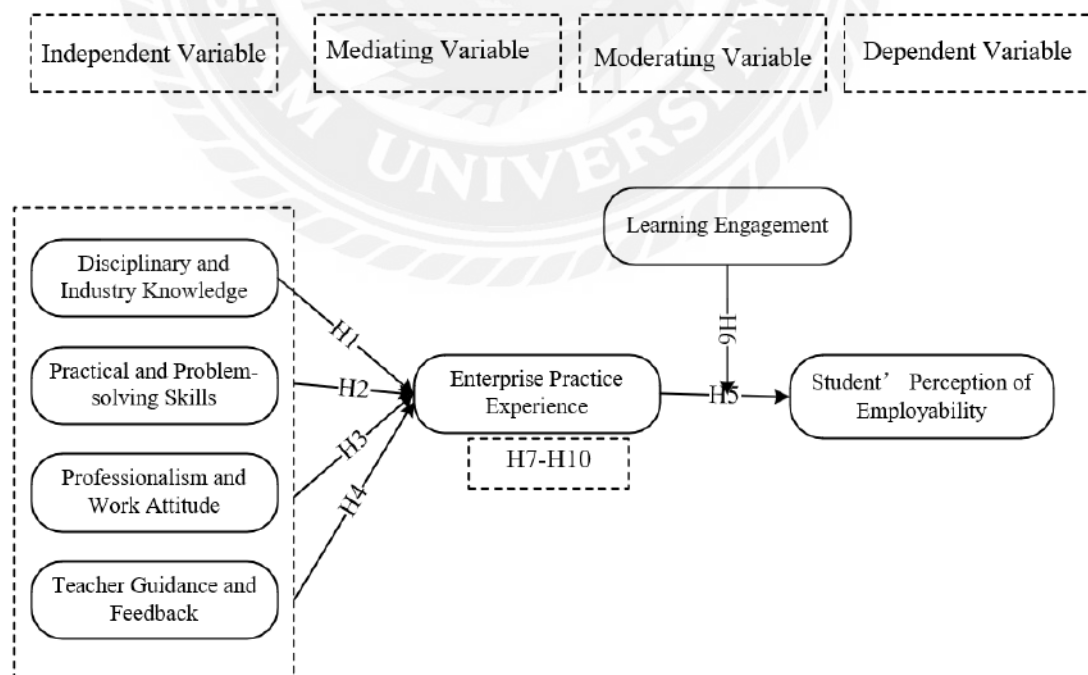 Independent Variable
Mediating Variable
Moderating Variable
Dependent Variable
UNIVERSITY
Learning Engagement
Disciplinary and
Industry Knowledge
H1
H6
Practical and Problem-
solving Skills
H2
Enterprise Practice
Experience
H5
Student’ Perception of
Employability
H3
H7-H10
Professionalism and
Work Attitude
H4
Teacher Guidance and
Feedback